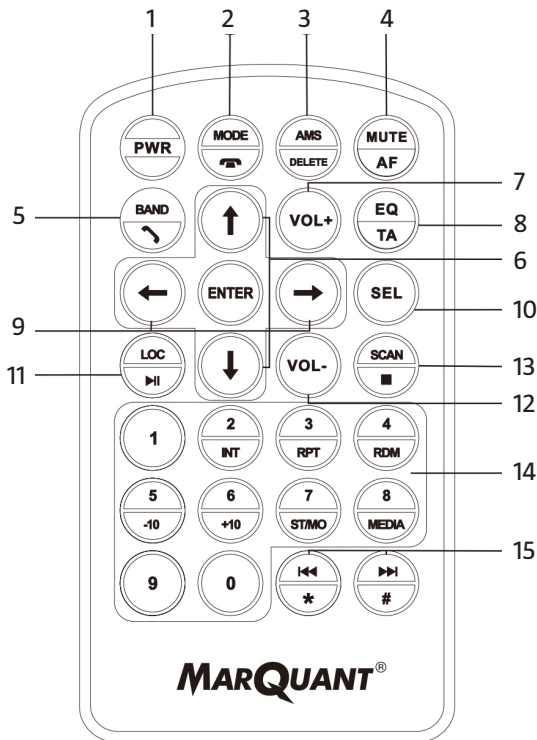 1 2 3 4
PWR MODE AMS MUTE
DELETE AF
7
5 BAND VOL+ EQ
TA 8
6
ENTER SEL
9 10
LOC VOL- SCAN
11 13
12
1 2 3 4
INT RPT RDM
14
5 6 7 8
-10 +10 ST/MO MEDIA
15
9 0 * #
MARQUANT®